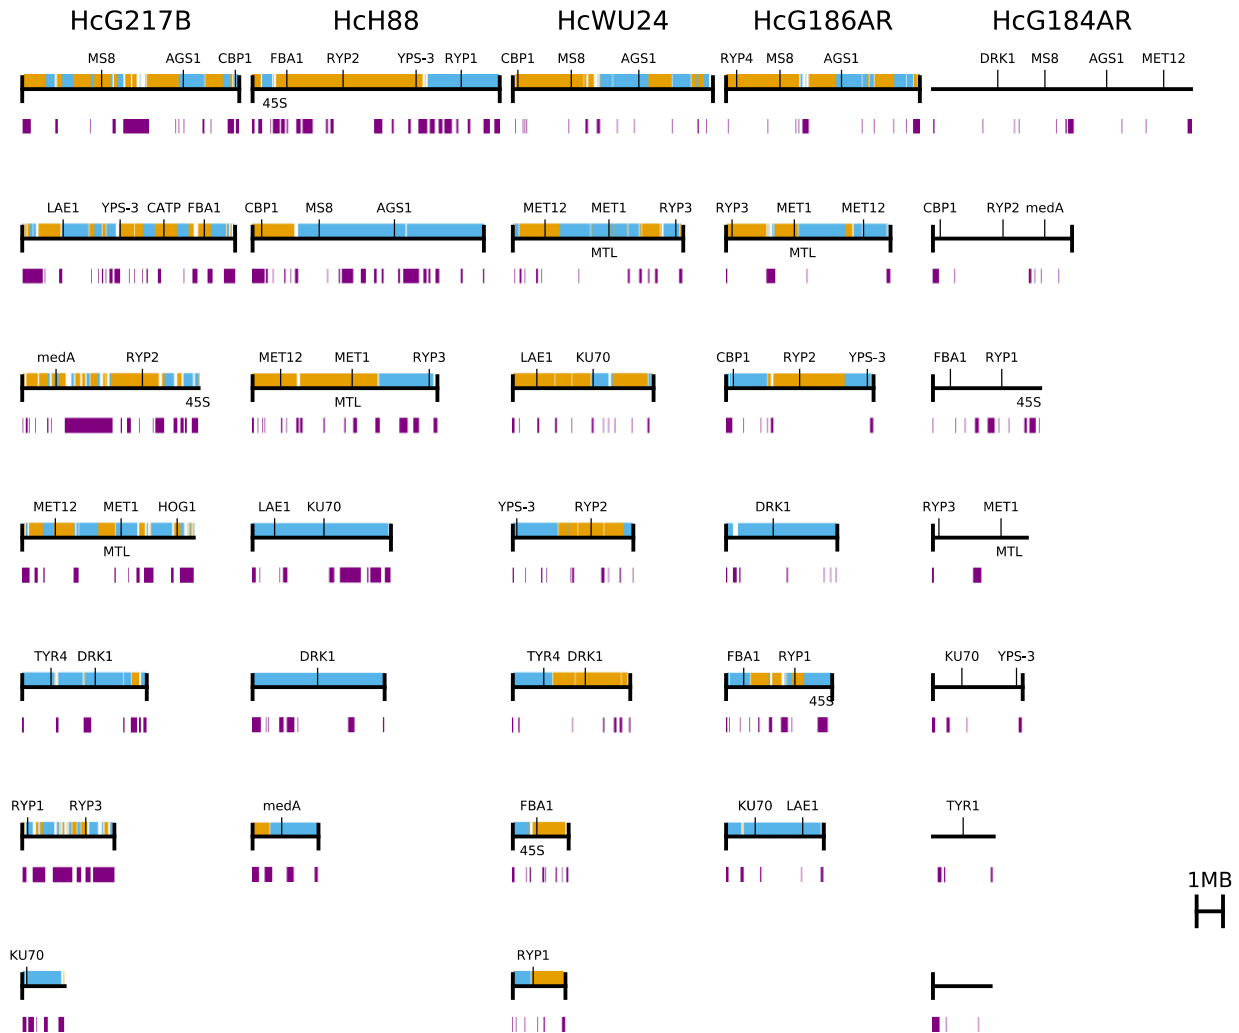 HcG217B HcH88 HcWU24 HcG186AR HcG184AR
MS8 AGS1 CBP1 FBA1 RYP2 YPS-3 RYP1 CBP1 MS8 AGS1 RYP4 MS8 AGS1 DRK1 MS8 AGS1 MET12
45S
LAE1 YPS-3 CATP FBA1 CBP1 MS8 AGS1 MET12 MET1 RYP3 RYP3 MET1 MET12 CBP1 RYP2 medA
MTL MTL
medA RYP2 MET12 MET1 RYP3 LAE1 KU70 CBP1 RYP2 YPS-3 FBA1 RYP1
45S MTL 45S
MET12 MET1 HOG1 LAE1 KU70 YPS-3 RYP2 DRK1 RYP3 MET1
MTL MTL
TYR4 DRK1 DRK1 TYR4 DRK1 FBA1 RYP1 KU70 YPS-3
45S
RYP1 RYP3 medA FBA1 KU70 LAE1 TYR1
45S
1MB
KU70 RYP1